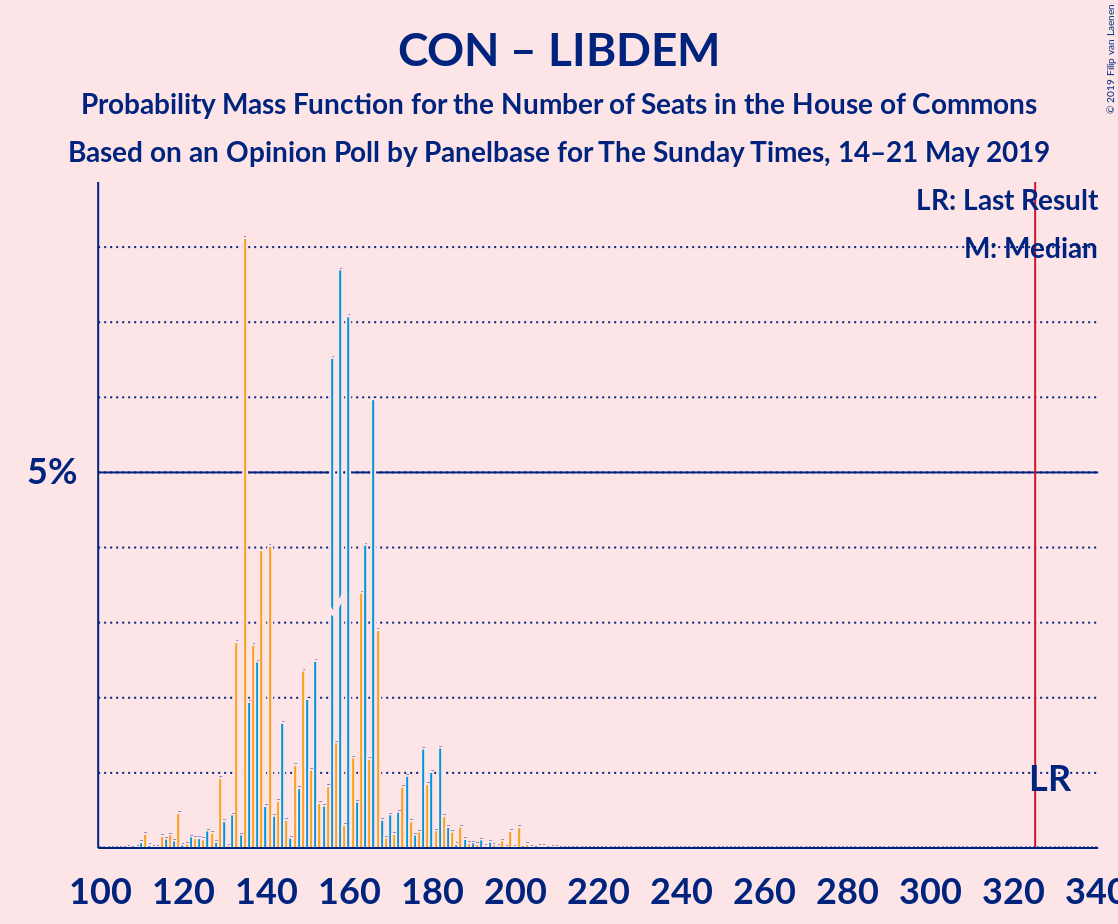 CON – LIBDEM
Probability Mass Function for the Number of Seats in the House of Commons
Based on an Opinion Poll by Panelbase for The Sunday Times, 14–21 May 2019
© 2019 Filip van Laenen
LR: Last Result
M: Median
5%
LR
100 120 140 160 180 200 220 240 260 280 300 320 340